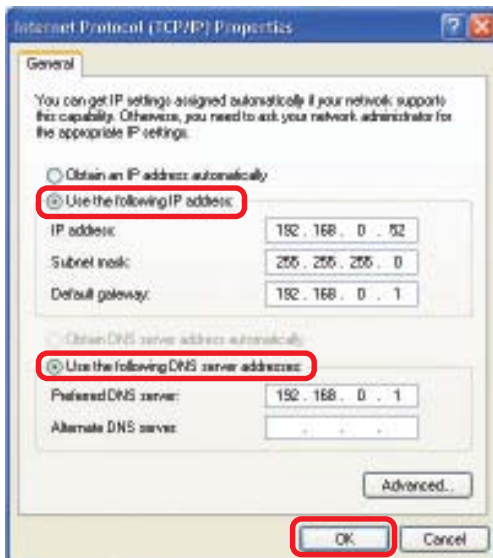 Internet Protocol (TCP/IP) Properties
General
You can get IP settings assigned automatically if your network supports
this capability. Otherwise, you need to ask your network administrator for
the appropriate IP settings.
Obtain an IP address automatically
Use the following IP address:
IP address: 192 . 168 . 0 . 52
Subnet mask: 255 . 255 . 255 . 0
Default gateway: 192 . 168 . 0 . 1
Obtain DNS server address automatically
Use the following DNS server addresses:
Preferred DNS server: 192 . 168 . 0 . 1
Alternate DNS server: . . .
Advanced...
OK
Cancel